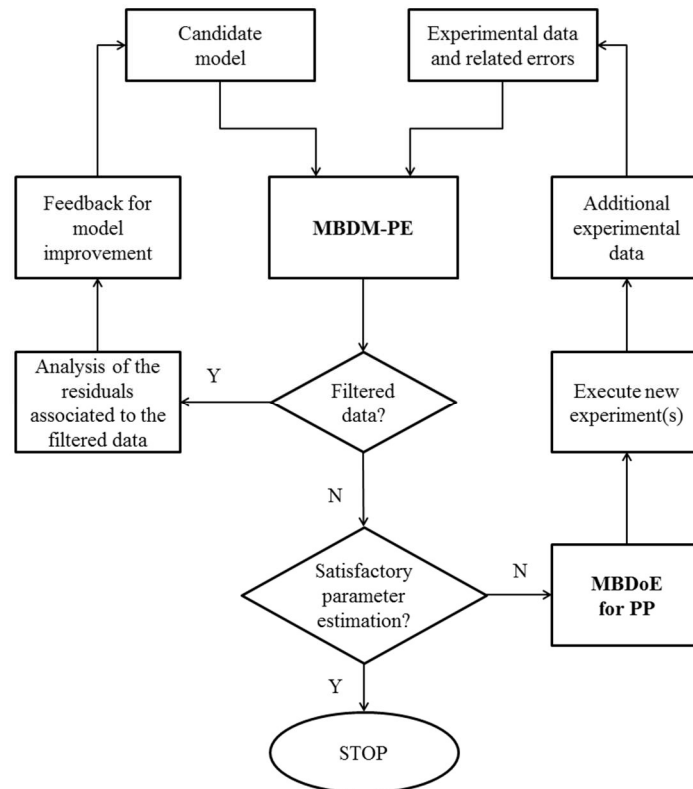 Candidate
model
Experimental data
and related errors
Feedback for
model
improvement
MBDM-PE
Additional
experimental
data
Analysis of the
residuals
associated to the
filtered data
Y
Filtered
data?
Execute new
experiment(s)
N
Satisfactory
parameter
estimation?
N
MBDoE
for PP
Y
STOP